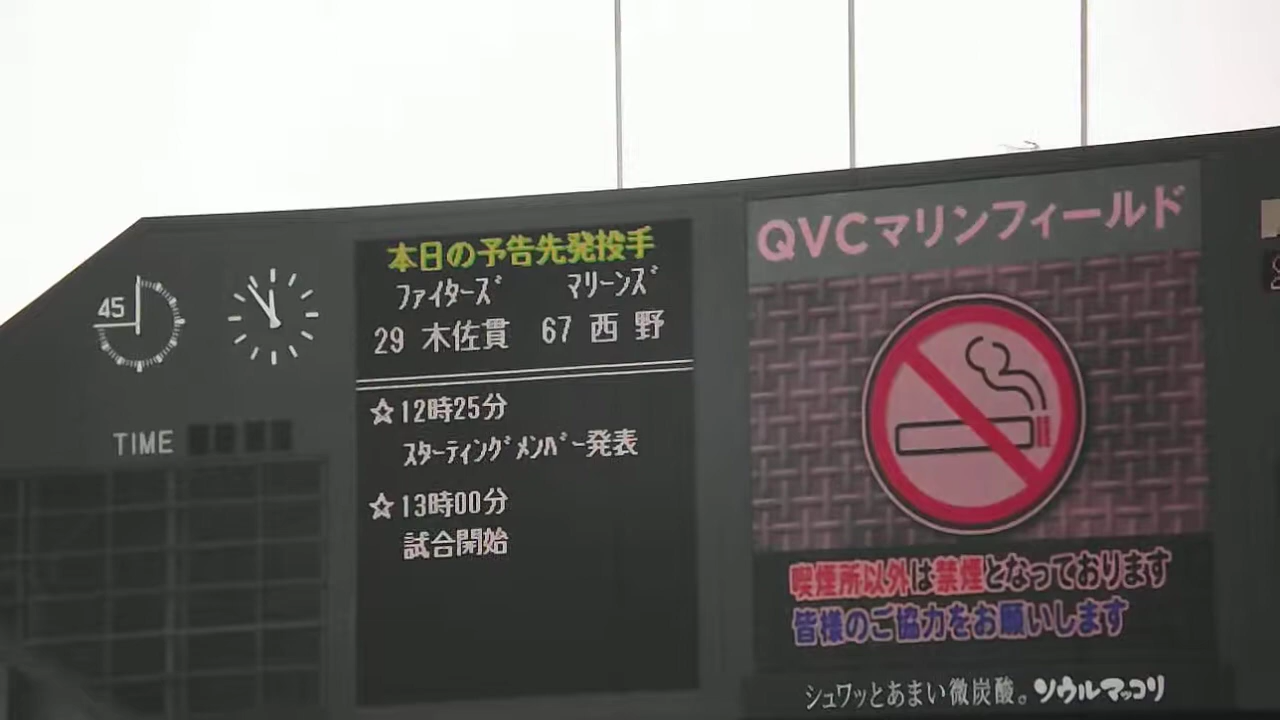 45
TIME
本日の予告先発投手
ファイターズ マリーンズ
29 木佐貫 67 西野
☆12時25分
スターティングメンバー発表
☆13時00分
試合開始
QVCマリンフィールド
喫煙所以外は禁煙となっております
皆様のご協力をお願いします
シュワッとあまい微炭酸。ソウルマッコリ